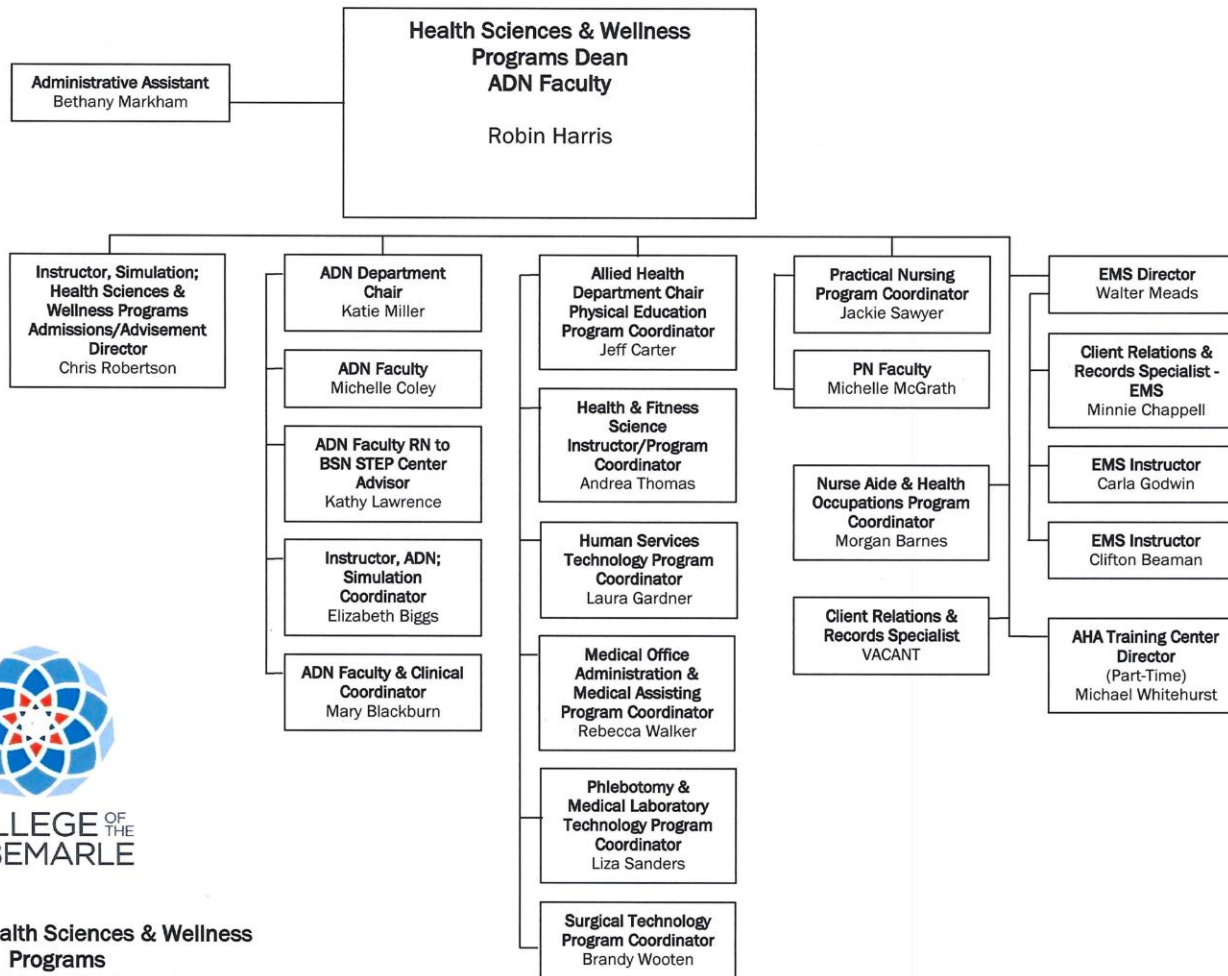 Health Sciences & Wellness
Programs Dean
ADN Faculty
Robin Harris
Administrative Assistant
Bethany Markham
Instructor, Simulation;
Health Sciences &
Wellness Programs
Admissions/Advisement
Director
Chris Robertson
ADN Department
Chair
Katie Miller
ADN Faculty
Michelle Coley
ADN Faculty RN to
BSN STEP Center
Advisor
Kathy Lawrence
Instructor, ADN;
Simulation
Coordinator
Elizabeth Biggs
ADN Faculty & Clinical
Coordinator
Mary Blackburn
Allied Health
Department Chair
Physical Education
Program Coordinator
Jeff Carter
Health & Fitness
Science
Instructor/Program
Coordinator
Andrea Thomas
Human Services
Technology Program
Coordinator
Laura Gardner
Medical Office
Administration &
Medical Assisting
Program Coordinator
Rebecca Walker
Phlebotomy &
Medical Laboratory
Technology Program
Coordinator
Liza Sanders
Surgical Technology
Program Coordinator
Brandy Wooten
Practical Nursing
Program Coordinator
Jackie Sawyer
PN Faculty
Michelle McGrath
Nurse Aide & Health
Occupations Program
Coordinator
Morgan Barnes
Client Relations &
Records Specialist
VACANT
EMS Director
Walter Meads
Client Relations &
Records Specialist -
EMS
Minnie Chappell
EMS Instructor
Carla Godwin
EMS Instructor
Clifton Beaman
AHA Training Center
Director
(Part-Time)
Michael Whitehurst
LLEGE OF THE
BEMARLE
alth Sciences & Wellness
Programs